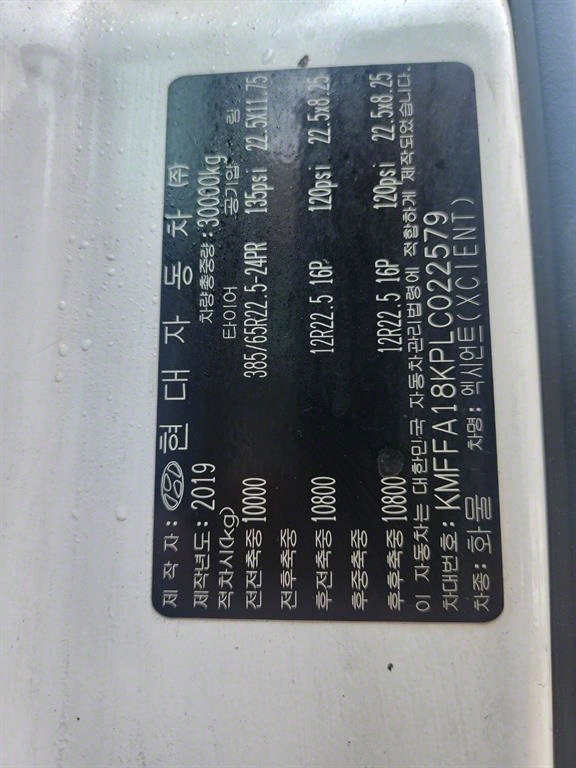 제 작 자 : 현 대 자 동 차 (주)
제작년도 : 2019 차량총중량 : 30000kg
적차시(kg) 타이어 공기압 림
전전축중 10000 385/65R22.5-24PR 135psi 22.5X11.75
전후축중
후전축중 10800 12R22.5 16P 120psi 22.5x8.25
후중축중
후후축중 10800 12R22.5 16P 120psi 22.5x8.25
이 자동차는 대한민국 자동차관리법령에 적합하게 제작되었습니다.
차대번호: KMFFA18KPLC022579
차종: 화물 차명: 엑시언트(XCIENT)